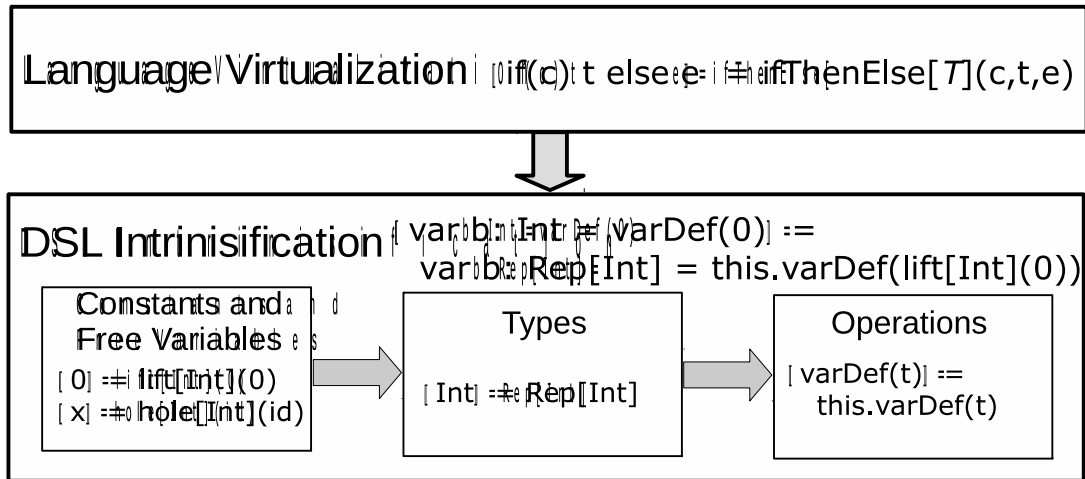 Language Virtualization [if(c) t else e] := ifThenElse[T](c,t,e)
DSL Intrinisification [var b: Int = varDef(0)] :=
var b: Rep[Int] = this.varDef(lift[Int](0))
Constants and
Free Variables
[0] := lift[Int](0)
[x] := hole[Int](id)
Types
[Int] := Rep[Int]
Operations
[varDef(t)] :=
this.varDef(t)